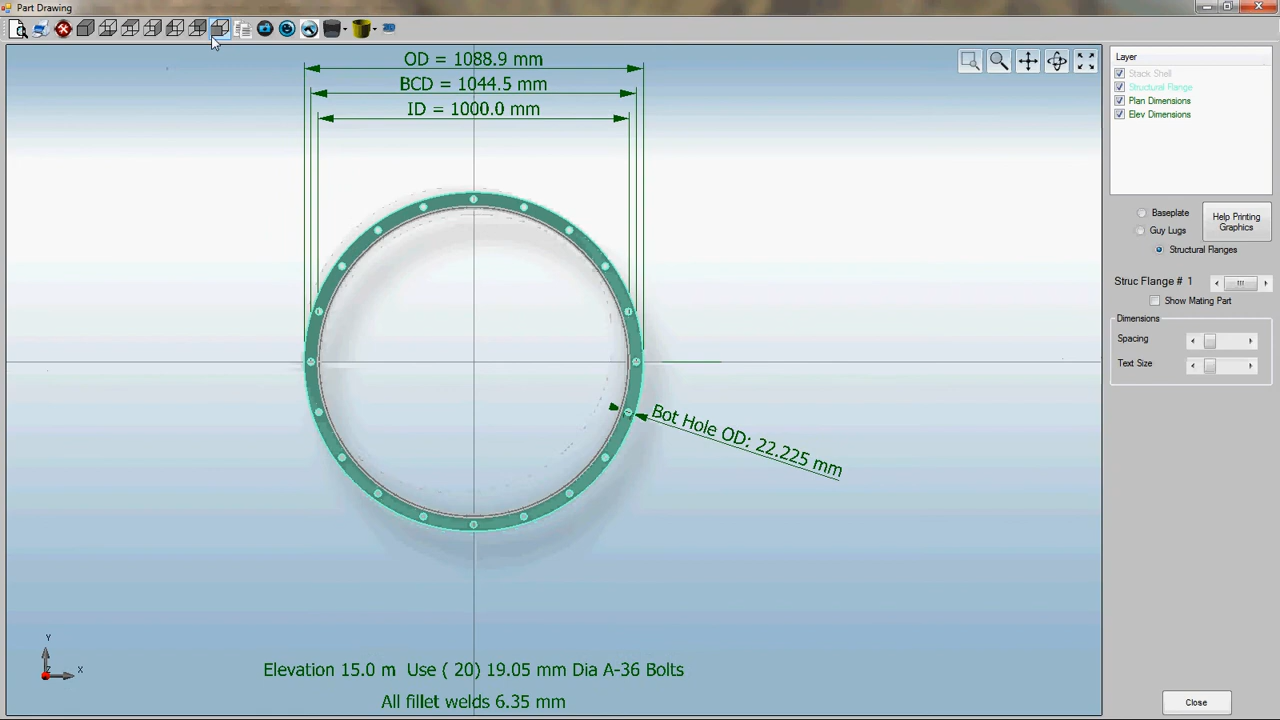 Part Drawing
OD = 1088.9 mm
BCD = 1044.5 mm
ID = 1000.0 mm
Bot Hole OD: 22.225 mm
Elevation 15.0 m Use ( 20) 19.05 mm Dia A-36 Bolts
All fillet welds 6.35 mm
Y
X
Layer
Stack Shell
Structural Flange
Plan Dimensions
Elev Dimensions
Baseplate
Guy Lugs
Structural Flanges
Help Printing
Graphics
Struc Flange # 1
Show Mating Part
Dimensions
Spacing
Text Size
Close